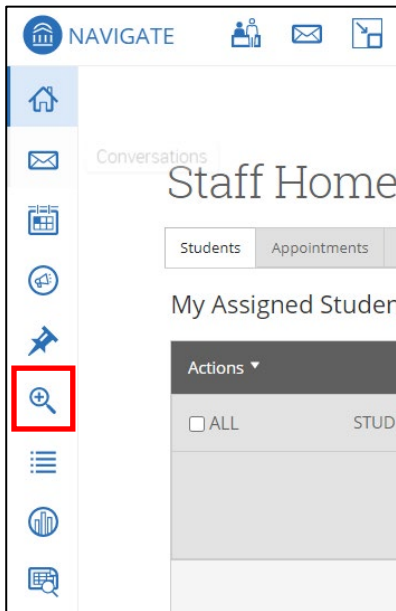 NAVIGATE
Conversations
Staff Home
Students Appointments
My Assigned Studen
Actions
ALL STUD